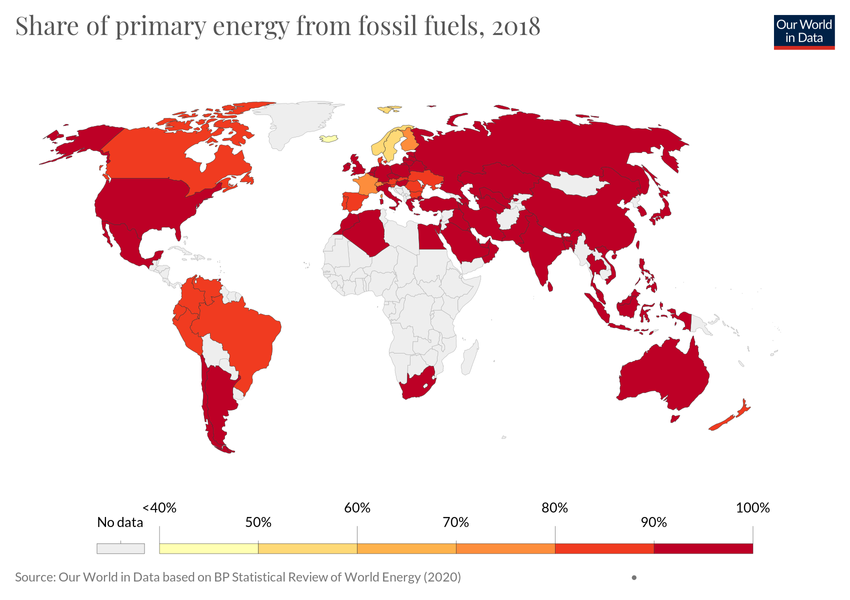 Share of primary energy from fossil fuels, 2018
Our World
in Data
No data
<40%
50%
60%
70%
80%
90%
100%
Source: Our World in Data based on BP Statistical Review of World Energy (2020)